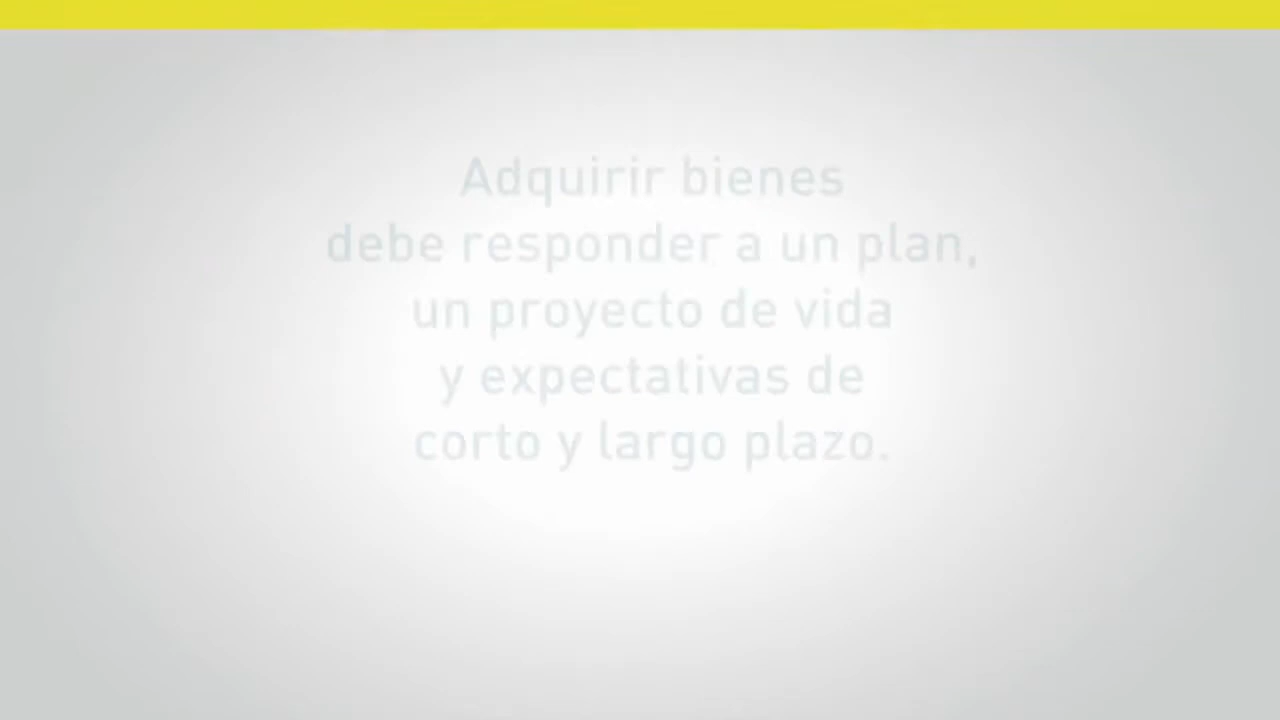 Adquirir bienes
debe responder a un plan,
un proyecto de vida
y expectativas de
corto y largo plazo.